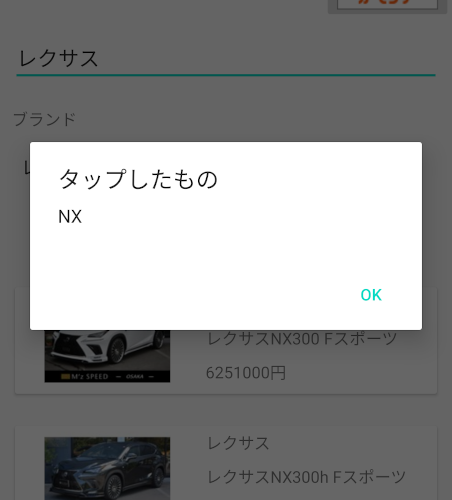 レクサス
ブランド
タップしたもの
NX
OK
レクサスNX300 Fスポーツ
6251000円
M'z SPEED — OSAKA —
レクサス
レクサスNX300h Fスポーツ